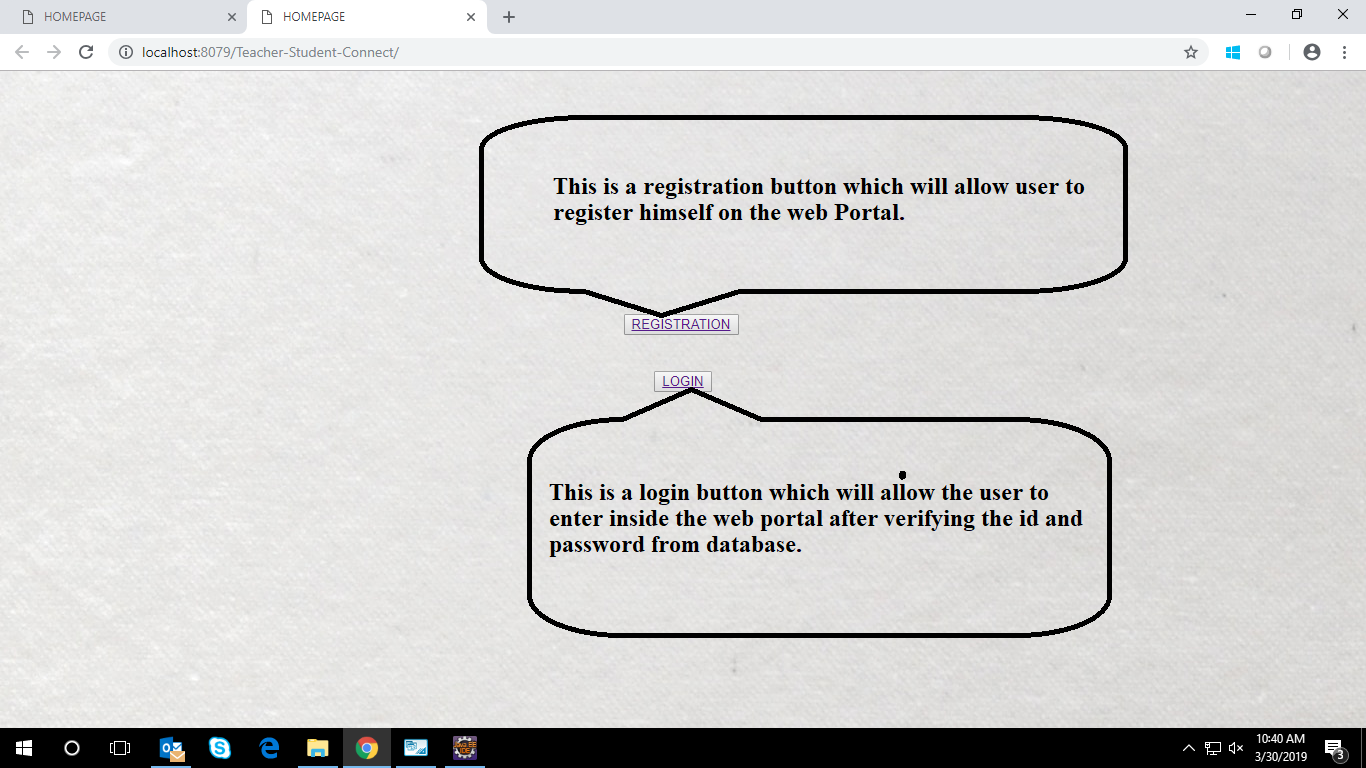 HOMEPAGE
HOMEPAGE
localhost:8079/Teacher-Student-Connect/
This is a registration button which will allow user to
register himself on the web Portal.
REGISTRATION
LOGIN
This is a login button which will allow the user to
enter inside the web portal after verifying the id and
password from database.
10:40 AM
3/30/2019
3